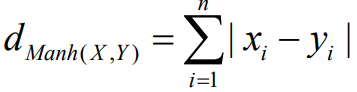 d_{Manh(X,Y)} = \sum_{i=1}^{n} | x_i - y_i |